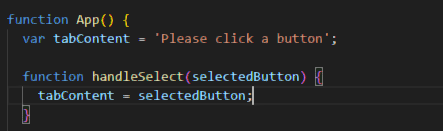 function App() {
var tabContent = 'Please click a button';
function handleSelect(selectedButton) {
tabContent = selectedButton;
}